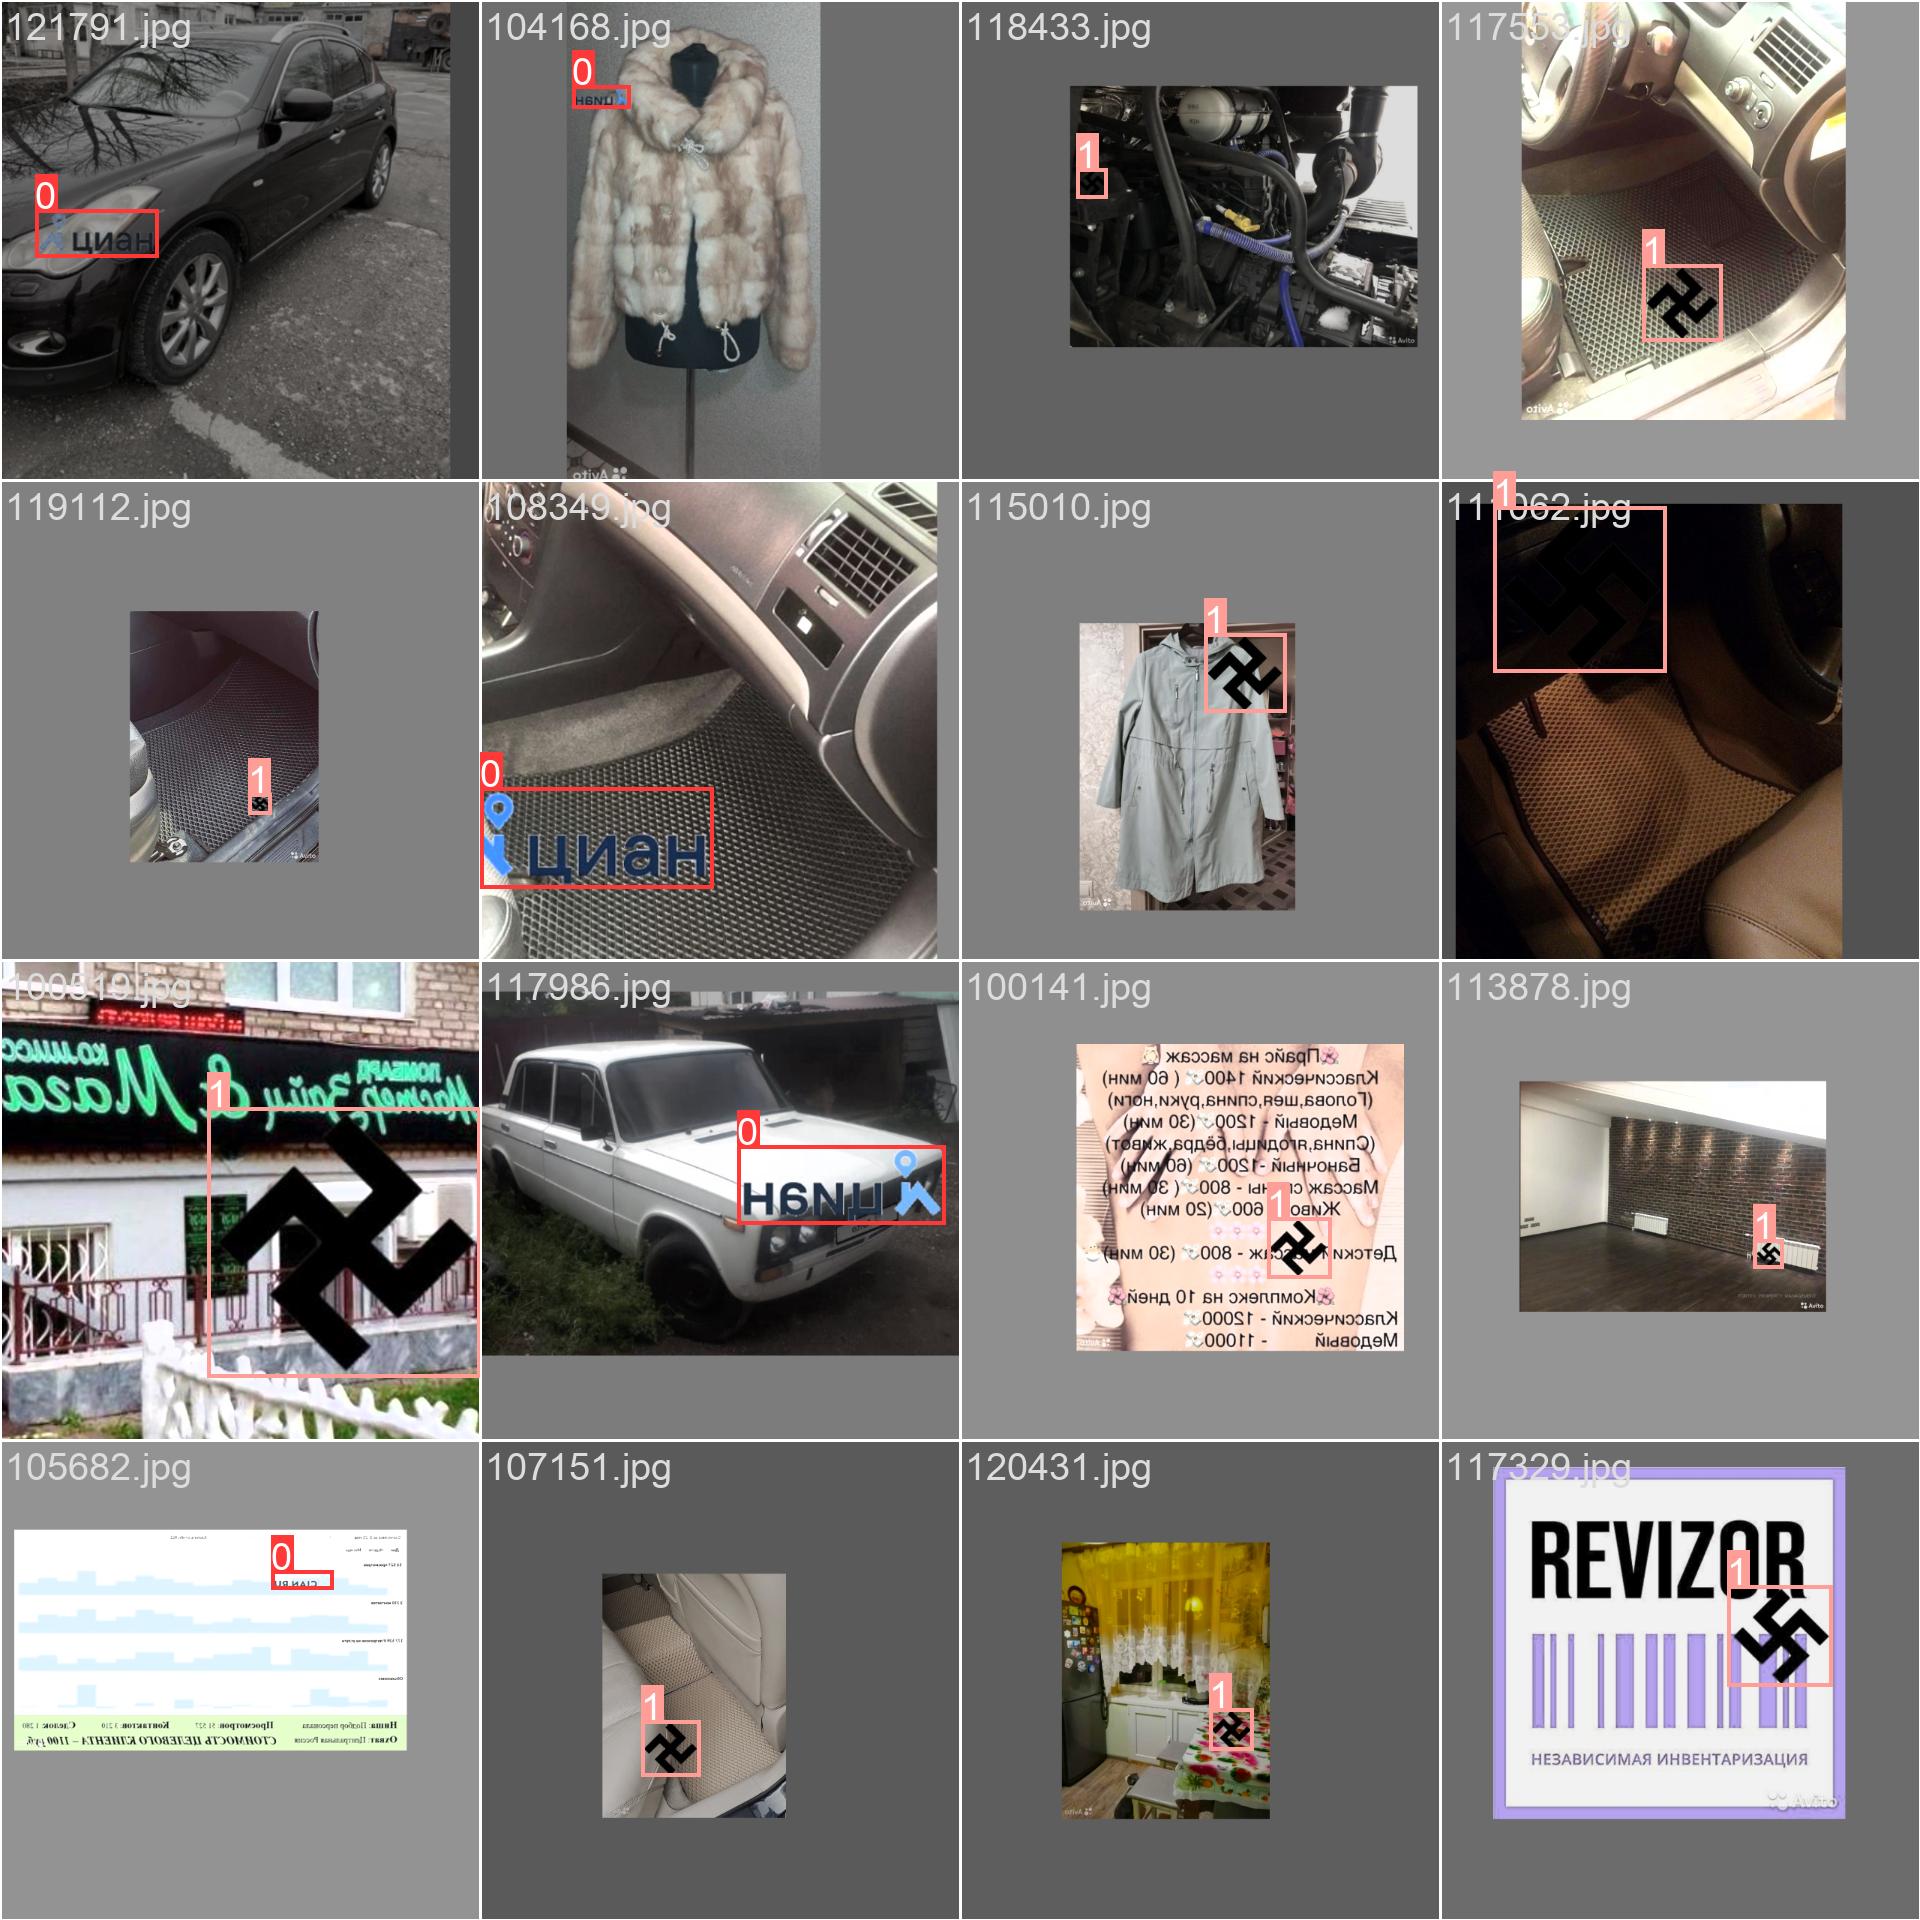 121791.jpg
0
циан
104168.jpg
0
циан
118433.jpg
1
Avito
117553.jpg
1
Avito
119112.jpg
1
Avito
108349.jpg
0
циан
115010.jpg
1
Avito
111062.jpg
1
100519.jpg
комисс
Мага
&
ЛОМБАРД
Мастер Займ
1
117986.jpg
0
циан
100141.jpg
Прайс на массаж
Классический 1400 ( 60 мин)
(Голова,шея,спина,руки,ноги)
Медовый - 1200 (30 мин)
(Спина,ягодицы,бёдра,живот)
Баночный - 1200 (60 мин)
Массаж спины - 800 ( 30 мин)
600 (20 мин)
1
800 (30 мин)
Комплекс на 10 дней
Классический - 12000
Медовый - 11000
113878.jpg
1
Avito
105682.jpg
0
CIAN.RU
Ниша: Подбор персонала
Просмотров: 51 527
Контактов: 3 210
Сделок: 1 280
Охват: Центральная Россия
СТОИМОСТЬ ЦЕЛЕВОГО КЛИЕНТА – 1100 руб.
107151.jpg
1
120431.jpg
1
Avito
117329.jpg
REVIZOR
1
НЕЗАВИСИМАЯ ИНВЕНТАРИЗАЦИЯ
Avito